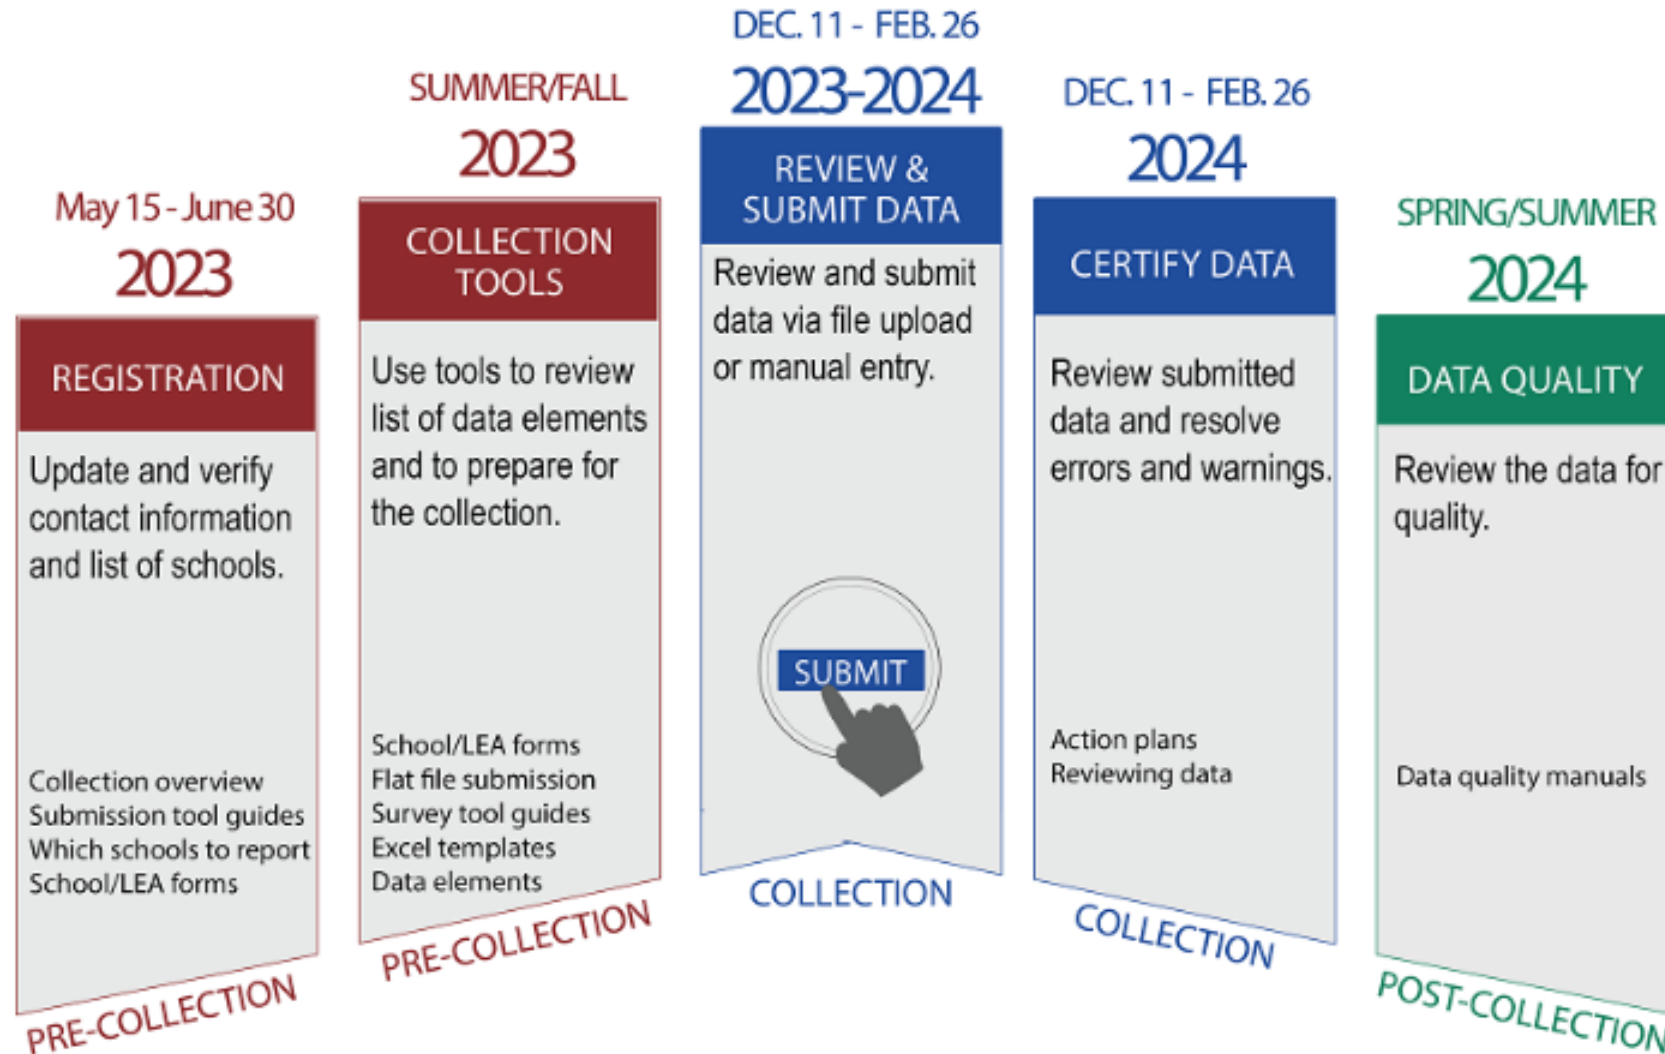 May 15 - June 30
2023
REGISTRATION
Update and verify
contact information
and list of schools.
Collection overview
Submission tool guides
Which schools to report
School/LEA forms
PRE-COLLECTION
SUMMER/FALL
2023
COLLECTION
TOOLS
Use tools to review
list of data elements
and to prepare for
the collection.
School/LEA forms
Flat file submission
Survey tool guides
Excel templates
Data elements
PRE-COLLECTION
DEC. 11 - FEB. 26
2023-2024
REVIEW &
SUBMIT DATA
Review and submit
data via file upload
or manual entry.
SUBMIT
COLLECTION
DEC. 11 - FEB. 26
2024
CERTIFY DATA
Review submitted
data and resolve
errors and warnings.
Action plans
Reviewing data
COLLECTION
SPRING/SUMMER
2024
DATA QUALITY
Review the data for
quality.
Data quality manuals
POST-COLLECTION